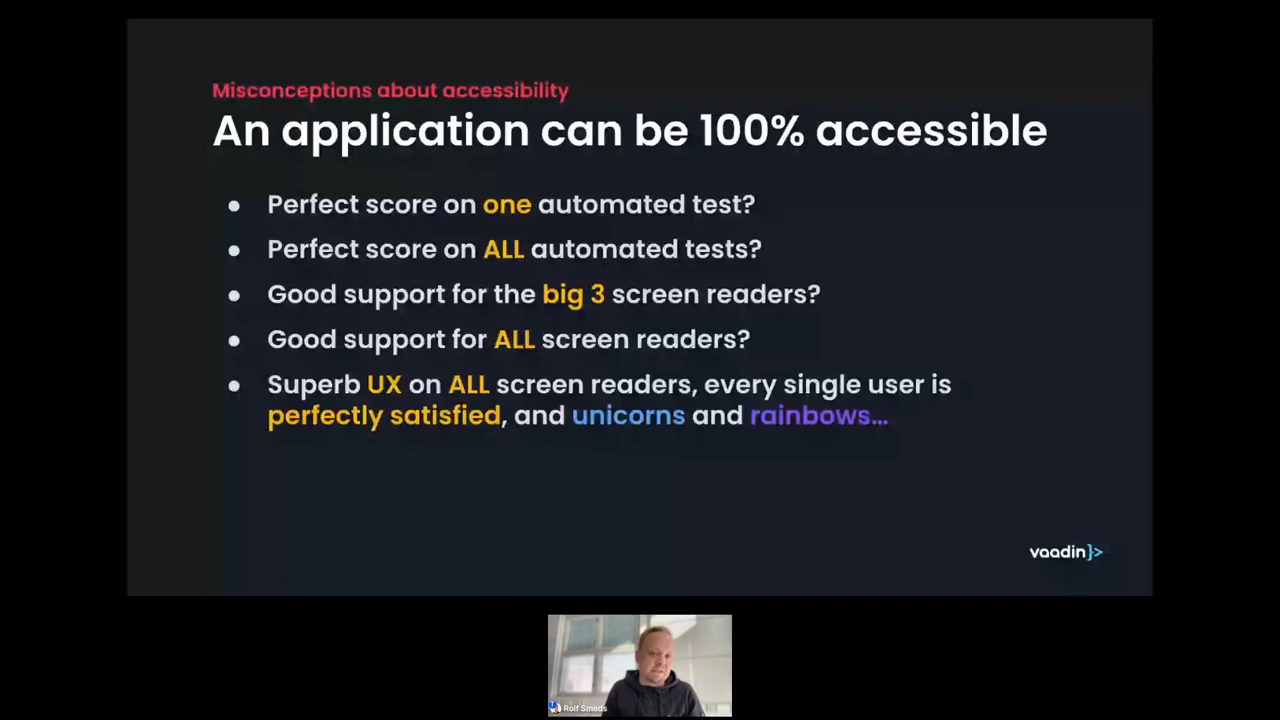 Misconceptions about accessibility
An application can be 100% accessible
● Perfect score on one automated test?
● Perfect score on ALL automated tests?
● Good support for the big 3 screen readers?
● Good support for ALL screen readers?
● Superb UX on ALL screen readers, every single user is
perfectly satisfied, and unicorns and rainbows...
vaadin}>
Rolf Smeds